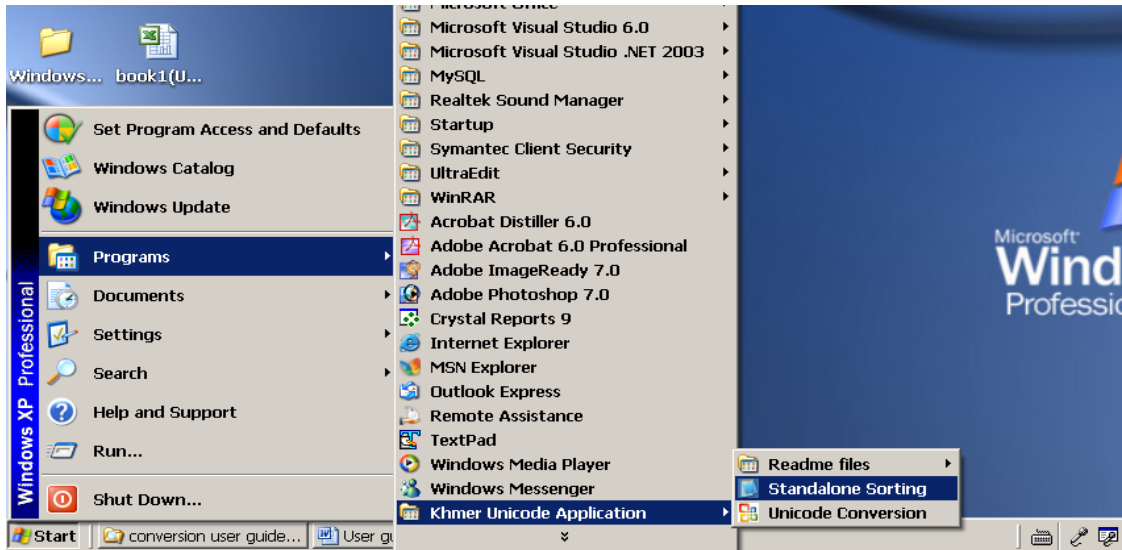 Windows...
book1(U...
Set Program Access and Defaults
Windows Catalog
Windows Update
Programs
Documents
Settings
Search
Help and Support
Run...
Shut Down...
Windows XP Professional
Microsoft Office
Microsoft Visual Studio 6.0
Microsoft Visual Studio .NET 2003
MySQL
Realtek Sound Manager
Startup
Symantec Client Security
UltraEdit
WinRAR
Acrobat Distiller 6.0
Adobe Acrobat 6.0 Professional
Adobe ImageReady 7.0
Adobe Photoshop 7.0
Crystal Reports 9
Internet Explorer
MSN Explorer
Outlook Express
Remote Assistance
TextPad
Windows Media Player
Windows Messenger
Khmer Unicode Application
Readme files
Standalone Sorting
Unicode Conversion
Microsoft
Wind
Professio
Start
conversion user guide...
User gu